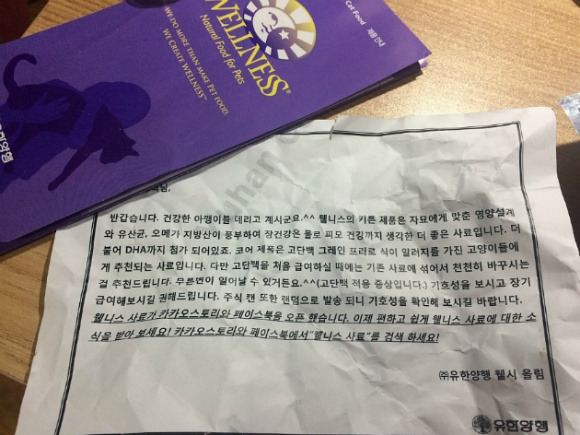 Cat Food 제품 안내
WELLNESS®
Natural Food for Pets
WE DO MORE THAN MAKE PET FOOD.
WE CREATE WELLNESS™
유한양행
반갑습니다. 건강한 아깽이를 데리고 계시군요.^^ 웰니스의 키튼 제품은 자묘에게 맞춘 영양설계
와 유산균, 오메가 지방산이 풍부하여 장건강은 물로 피모 건강까지 생각한 더 좋은 사료입니다. 더
불어 DHA까지 첨가 되어있죠. 코어 제품은 고단백 그레인 프리로 식이 알러지를 가진 고양이들에
게 추천되는 사료입니다. 다만 고단백을 처음 급여하실 때에는 기존 사료에 섞어서 천천히 바꾸시는
걸 추천드립니다. 무른변이 일어날 수 있거든요.^^(고단백 적응 증상입니다.) 기호성을 보시고 장기
급여해보시길 권해드립니다. 주식 캔 또한 랜덤으로 발송 되니 기호성을 확인해 보시길 바랍니다.
웰니스 사료가 카카오스토리와 페이스북을 오픈 했습니다. 이제 편하고 쉽게 웰니스 사료에 대한 소
식을 받아 보세요! 카카오스토리와 페이스북에서"웰니스 사료"를 검색 하세요!
㈜유한양행 웰시 올림
유한양행